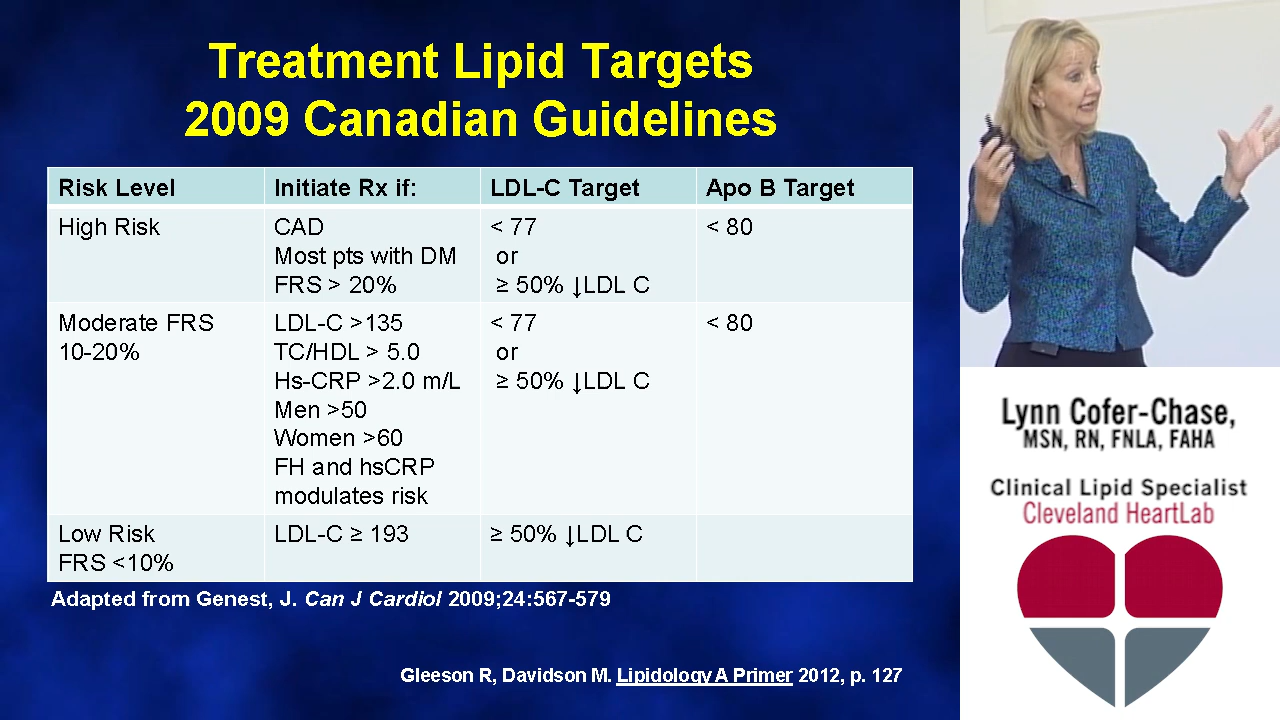 Treatment Lipid Targets
2009 Canadian Guidelines
Risk Level Initiate Rx if: LDL-C Target Apo B Target
High Risk CAD < 77 < 80
Most pts with DM or
FRS > 20% ≥ 50% ↓LDL C
Moderate FRS LDL-C >135 < 77 < 80
10-20% TC/HDL > 5.0 or
Hs-CRP >2.0 m/L ≥ 50% ↓LDL C
Men >50
Women >60
FH and hsCRP
modulates risk
Low Risk LDL-C ≥ 193 ≥ 50% ↓LDL C
FRS <10%
Adapted from Genest, J. Can J Cardiol 2009;24:567-579
Gleeson R, Davidson M. Lipidology A Primer 2012, p. 127
Lynn Cofer-Chase,
MSN, RN, FNLA, FAHA
Clinical Lipid Specialist
Cleveland HeartLab